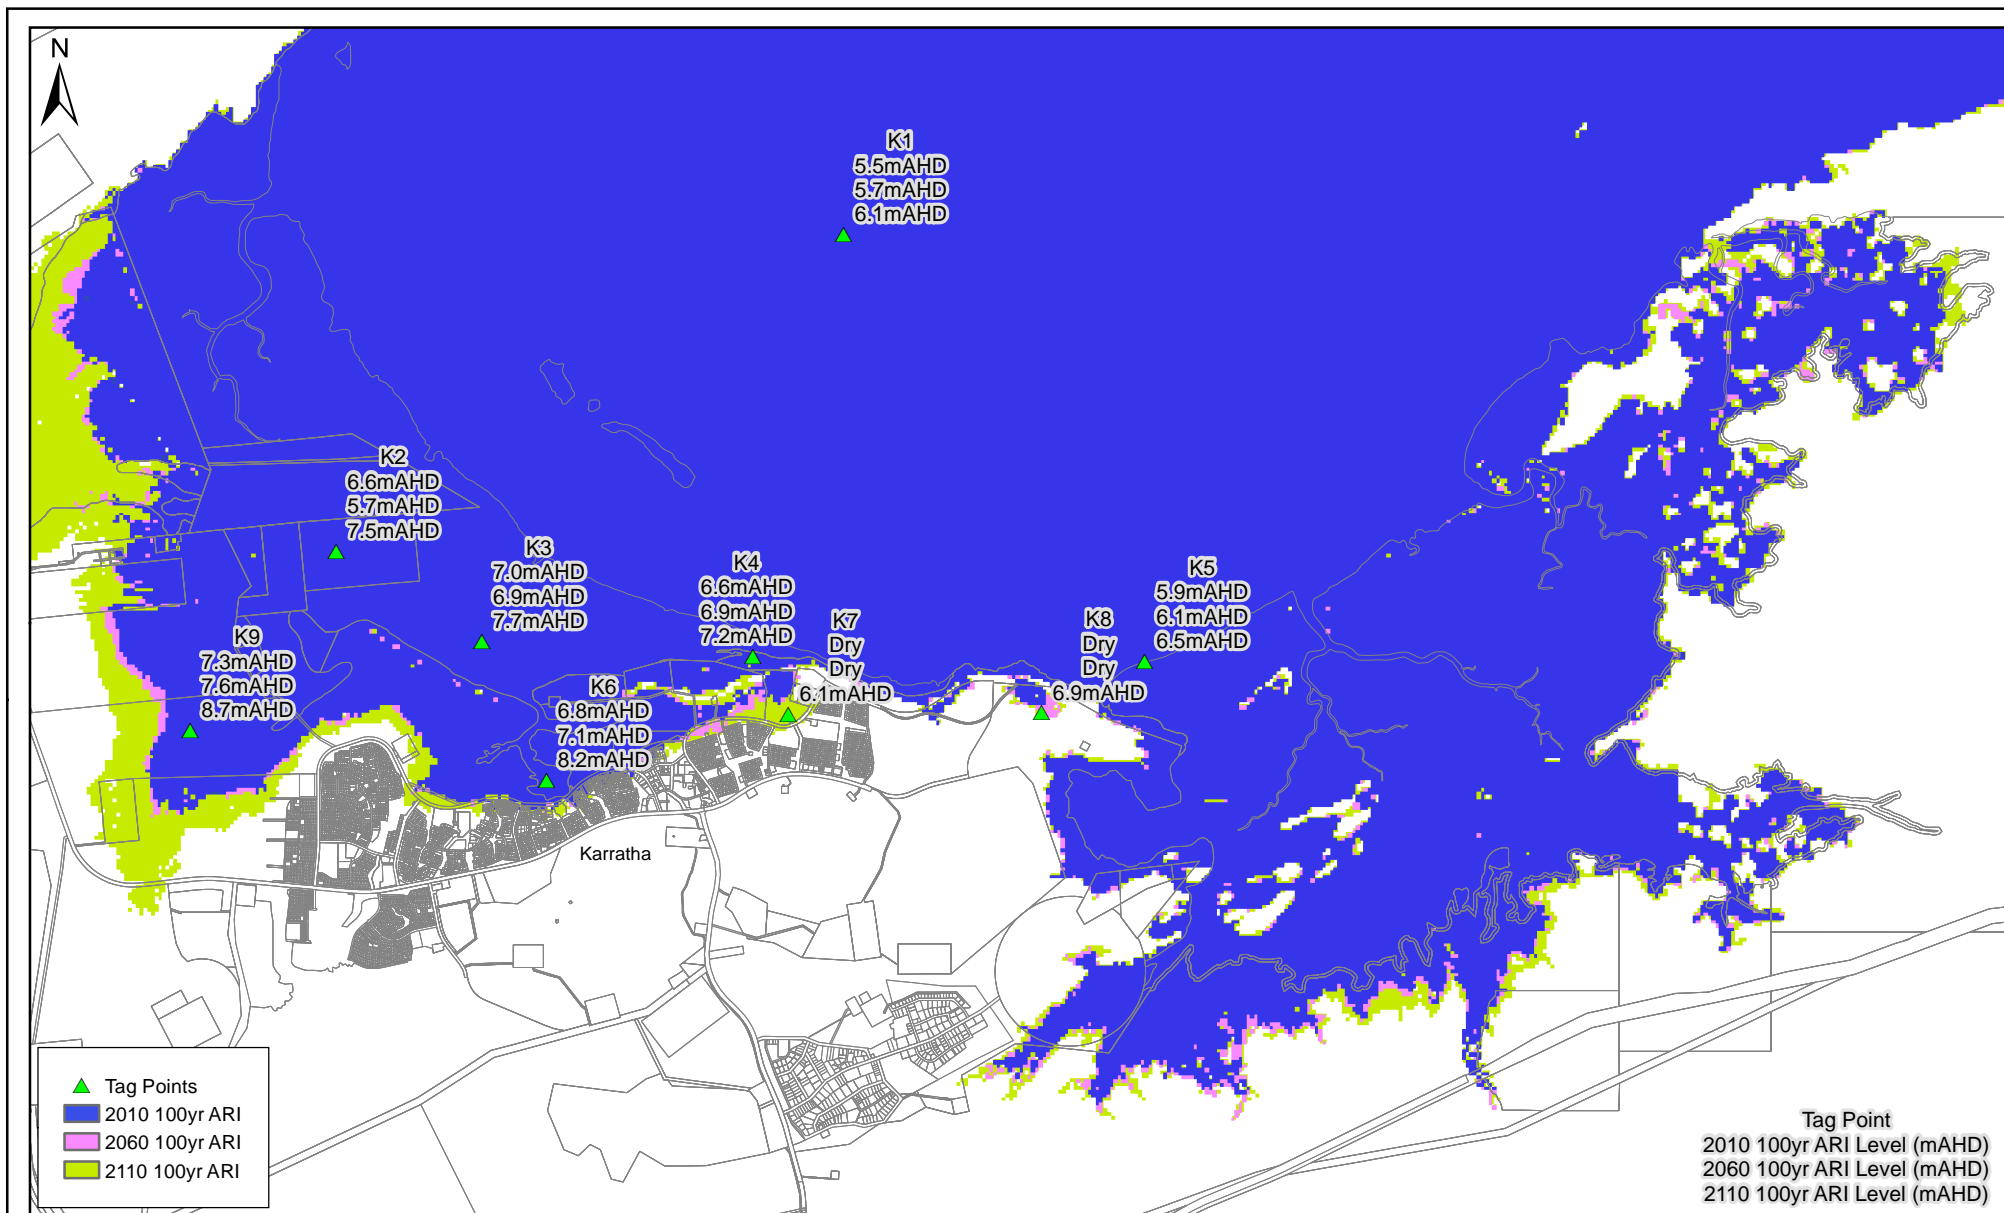 N
K1
5.5mAHD
5.7mAHD
6.1mAHD
K2
6.6mAHD
5.7mAHD
7.5mAHD
K3
7.0mAHD
6.9mAHD
7.7mAHD
K4
6.6mAHD
6.9mAHD
7.2mAHD
K5
5.9mAHD
6.1mAHD
6.5mAHD
K7
Dry
Dry
6.1mAHD
K8
Dry
Dry
6.9mAHD
K9
7.3mAHD
7.6mAHD
8.7mAHD
K6
6.8mAHD
7.1mAHD
8.2mAHD
Karratha
Tag Points
2010 100yr ARI
2060 100yr ARI
2110 100yr ARI
Tag Point
2010 100yr ARI Level (mAHD)
2060 100yr ARI Level (mAHD)
2110 100yr ARI Level (mAHD)